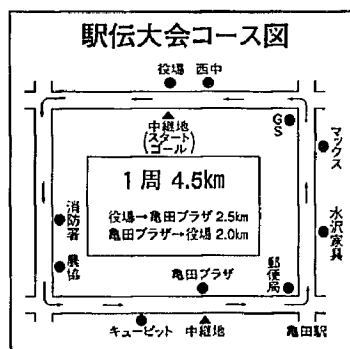 駅伝大会コース図
役場 西中
中継地
(スタート
ゴール)
GS
マックス
1周 4.5km
役場→亀田プラザ 2.5km
亀田プラザ→役場 2.0km
消防署
農協
水沢家具
亀田プラザ
郵便局
キューピット 中継地 亀田駅